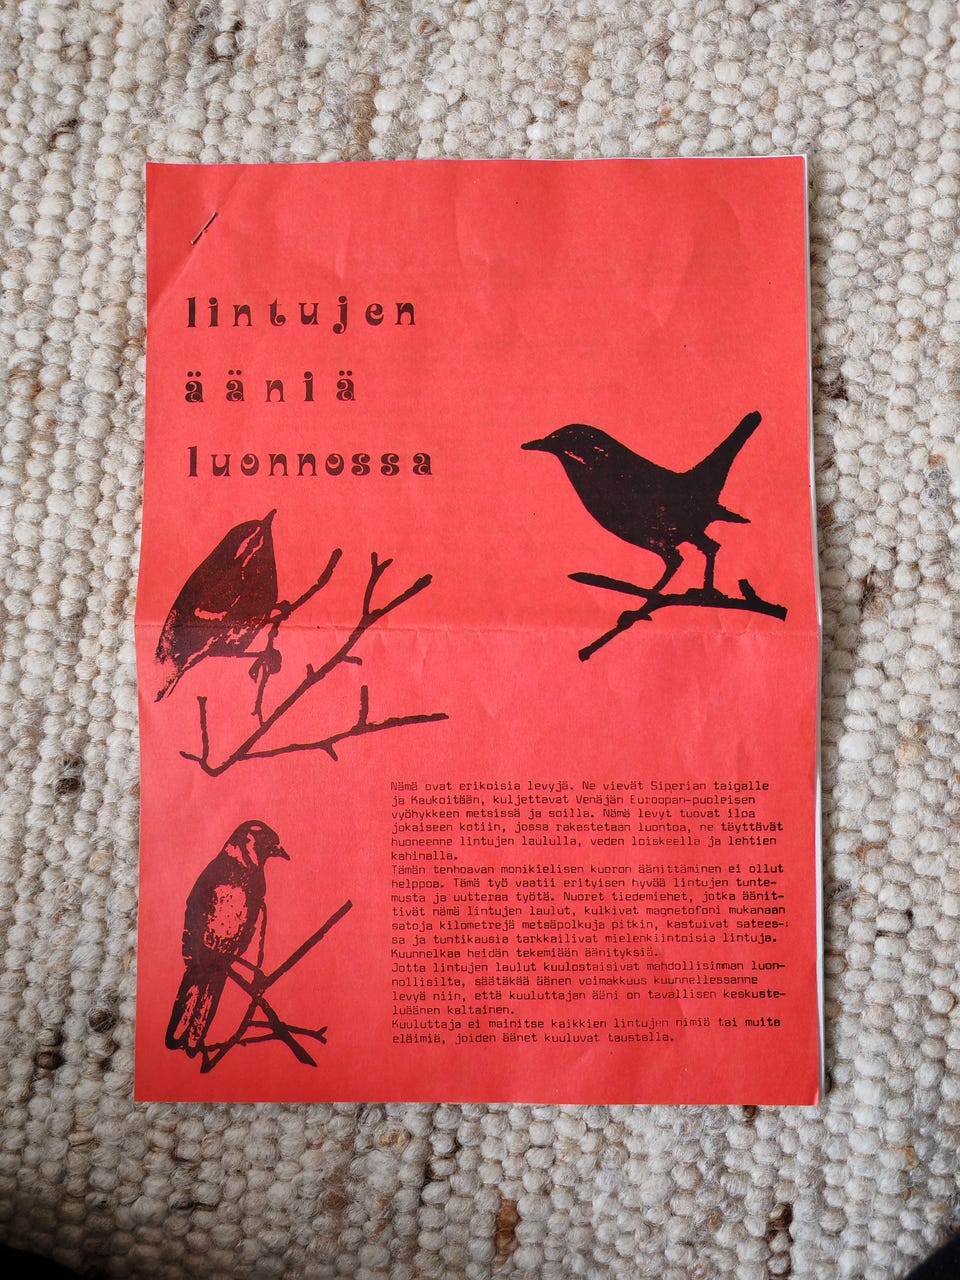 lintujen
ääniä
luonnossa
Nämä ovat erikoisia levyjä. Ne vievät Siperian taigalle
ja Kaukoitään, kuljettavat Venäjän Euroopan-puoleisen
vyöhykkeen metsissä ja soilla. Nämä levyt tuovat iloa
jokaiseen kotiin, jossa rakastetaan luontoa, ne täyttävät
huoneenne lintujen laululla, veden loiskeella ja lehtien
kahinalla.
Tämän tenhoavan monikielisen kuoron äänittäminen ei ollut
helppoa. Tämä työ vaatii erityisen hyvää lintujen tunte-
musta ja uutteraa työtä. Nuoret tiedemiehet, jotka äänit-
tivät nämä lintujen laulut, kulkivat magnetofoni mukanaan
satoja kilometrejä metsäpolkuja pitkin, kastuivat satees-
sa ja tuntikausia tarkkailivat mielenkiintoisia lintuja.
Kuunnelkaa heidän tekemiään äänityksiä.
Jotta lintujen laulut kuulostaisivat mahdollisimman luon-
nollisilta, säätäkää äänen voimakkuus kuunnellessanne
levyä niin, että kuuluttajan ääni on tavallisen keskuste-
luäänen kaltainen.
Kuuluttaja ei mainitse kaikkien lintujen nimiä tai muita
eläimiä, joiden äänet kuuluvat taustalla.